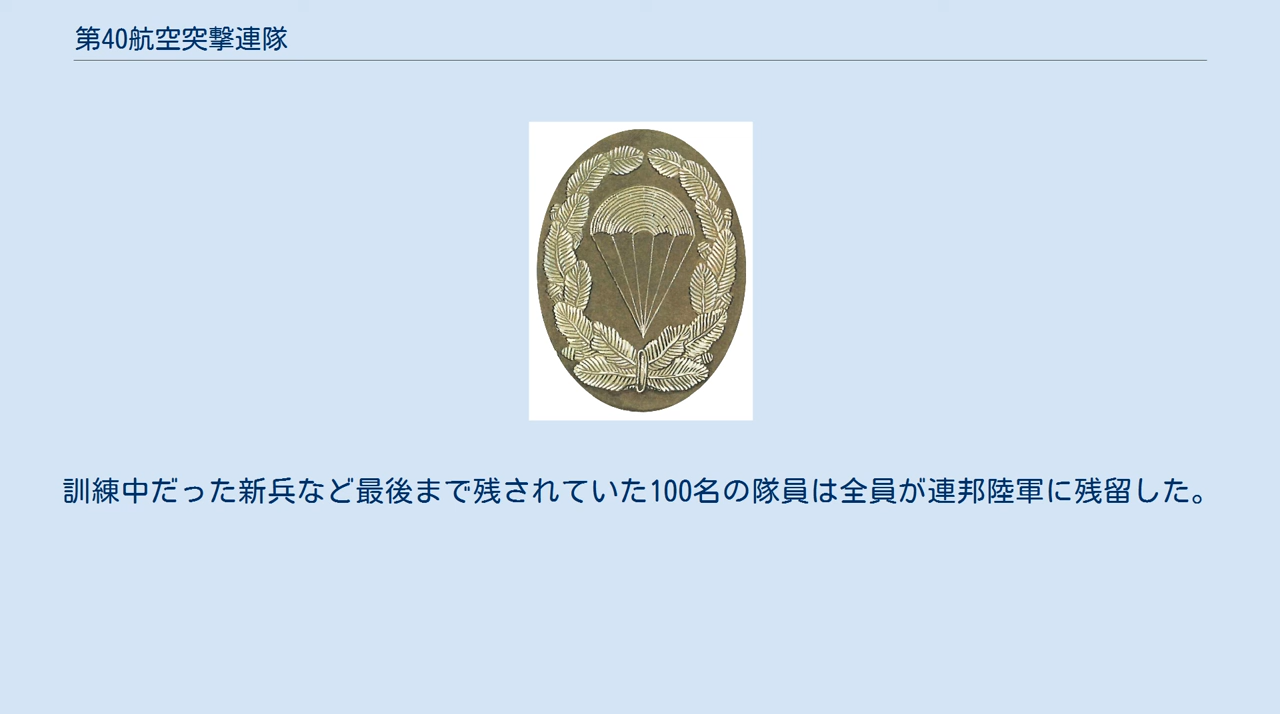 第40航空突撃連隊
訓練中だった新兵など最後まで残されていた100名の隊員は全員が連邦陸軍に残留した。